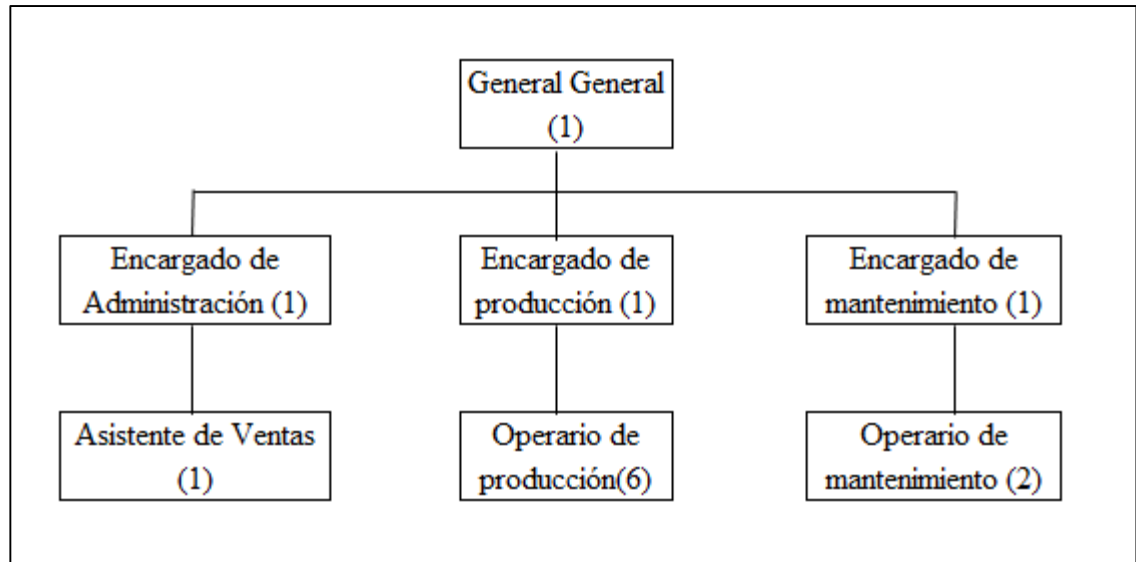 General General
(1)
Encargado de
Administración (1)
Encargado de
producción (1)
Encargado de
mantenimiento (1)
Asistente de Ventas
(1)
Operario de
producción(6)
Operario de
mantenimiento (2)